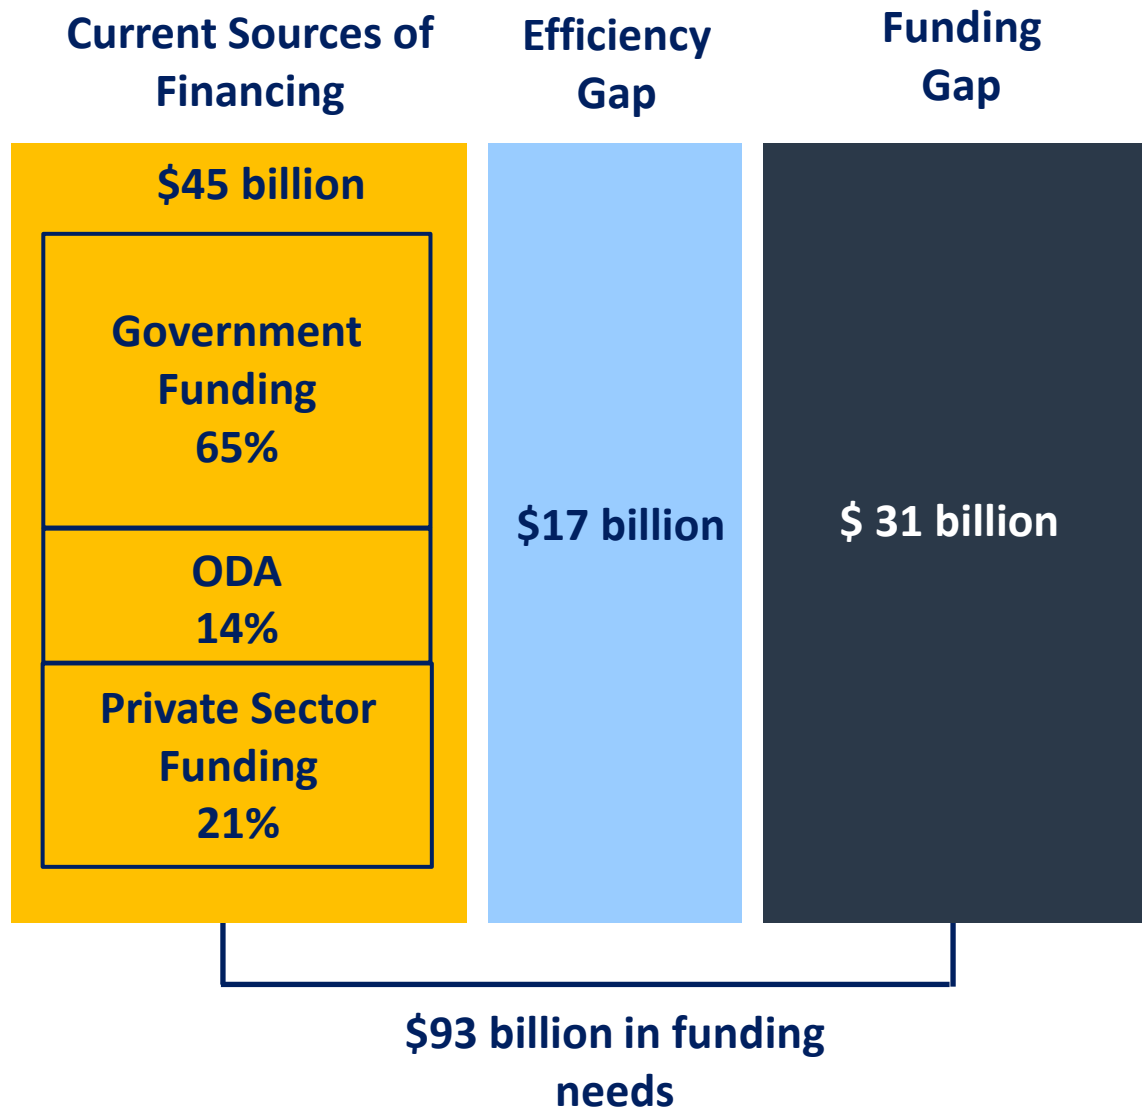 Current Sources of
Financing
Efficiency
Gap
Funding
Gap
$45 billion
Government
Funding
65%
ODA
14%
Private Sector
Funding
21%
$17 billion
$ 31 billion
$93 billion in funding
needs